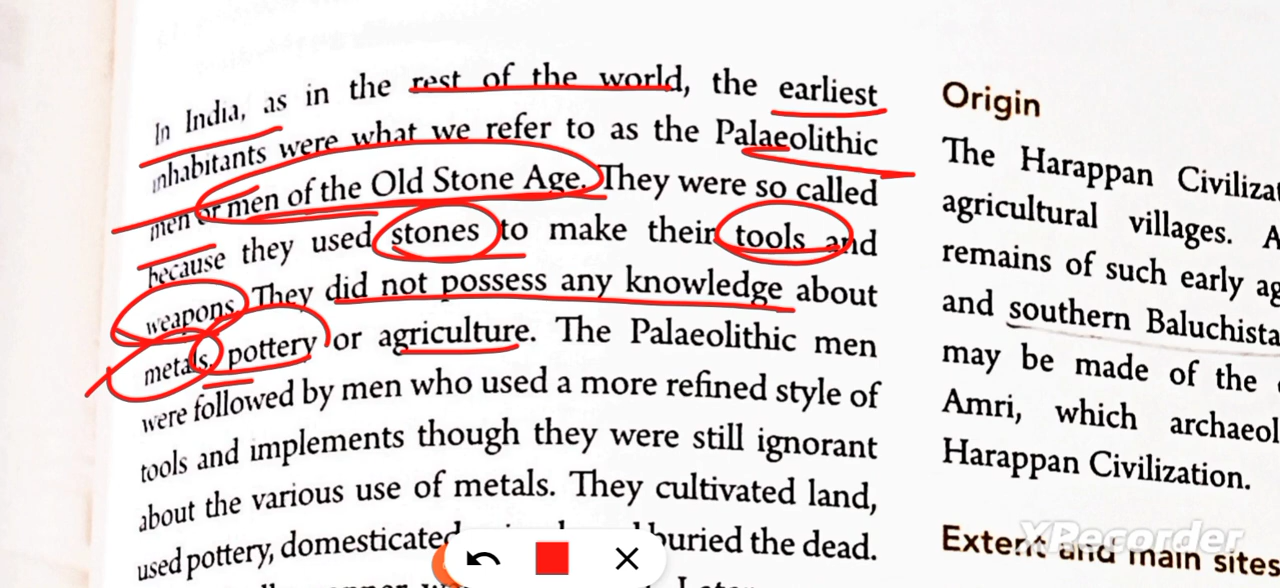 In India, as in the rest of the world, the earliest
inhabitants were what we refer to as the Palaeolithic
men or men of the Old Stone Age. They were so called
because they used stones to make their tools and
weapons. They did not possess any knowledge about
metals, pottery or agriculture. The Palaeolithic men
were followed by men who used a more refined style of
tools and implements though they were still ignorant
about the various use of metals. They cultivated land,
used pottery, domesticated buried the dead.
Origin
The Harappan Civilizat
agricultural villages. A
remains of such early ag
and southern Baluchista
may be made of the
Amri, which archaeol
Harappan Civilization.
Extent and main sites
XRecorder